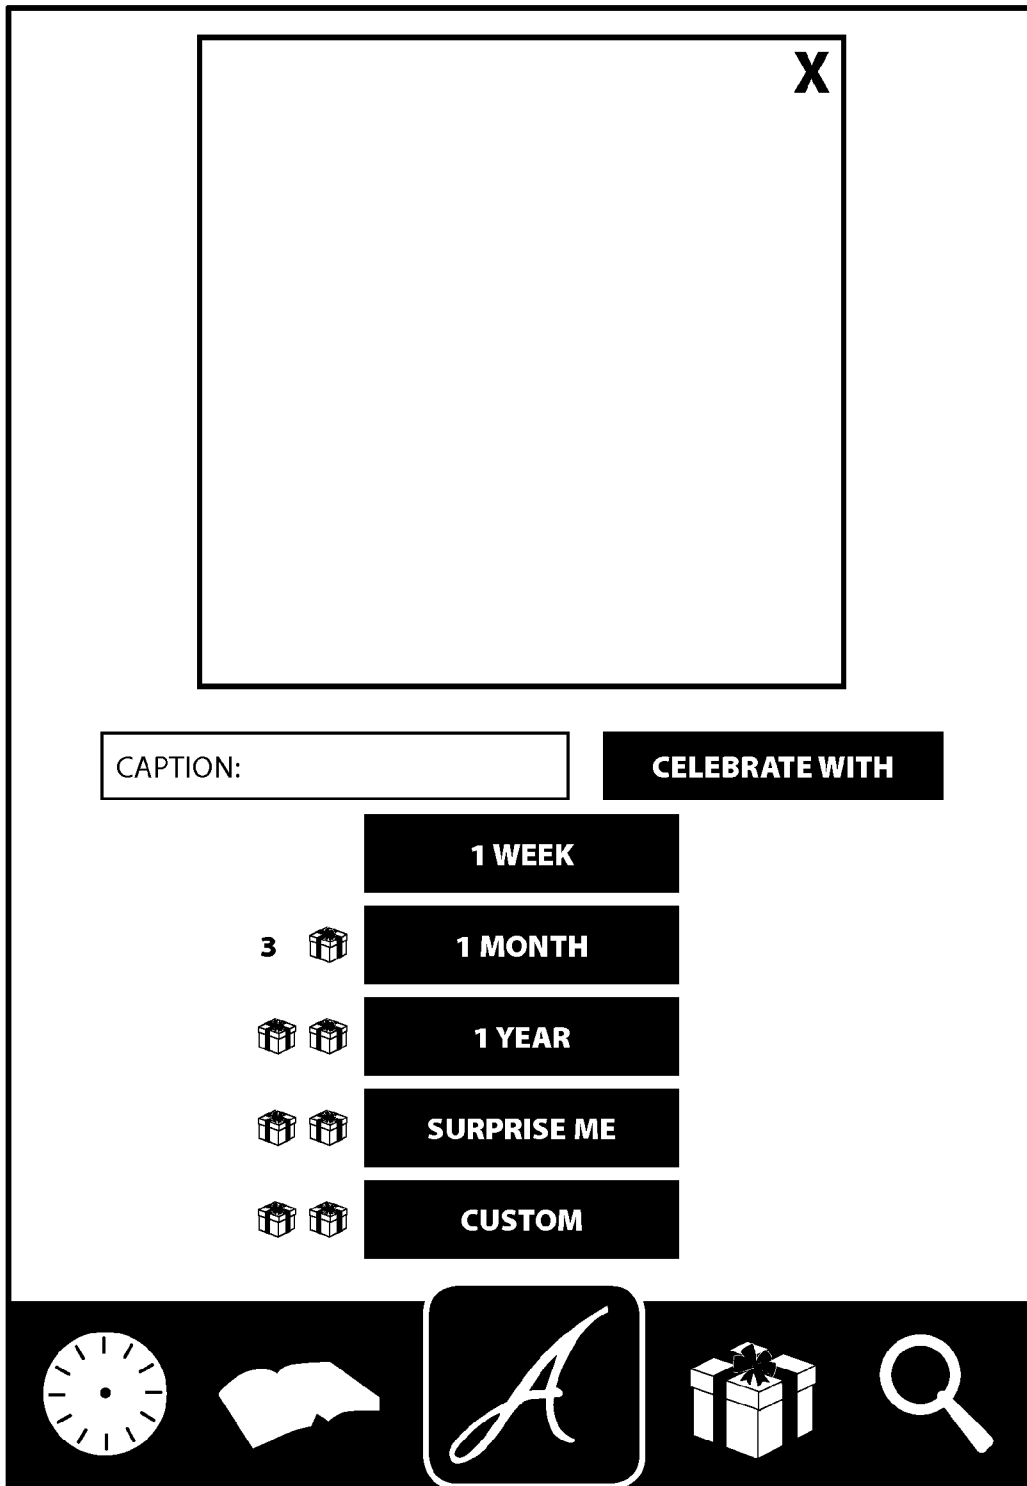 X
CAPTION:
CELEBRATE WITH
1 WEEK
3
1 MONTH
1 YEAR
SURPRISE ME
CUSTOM
A